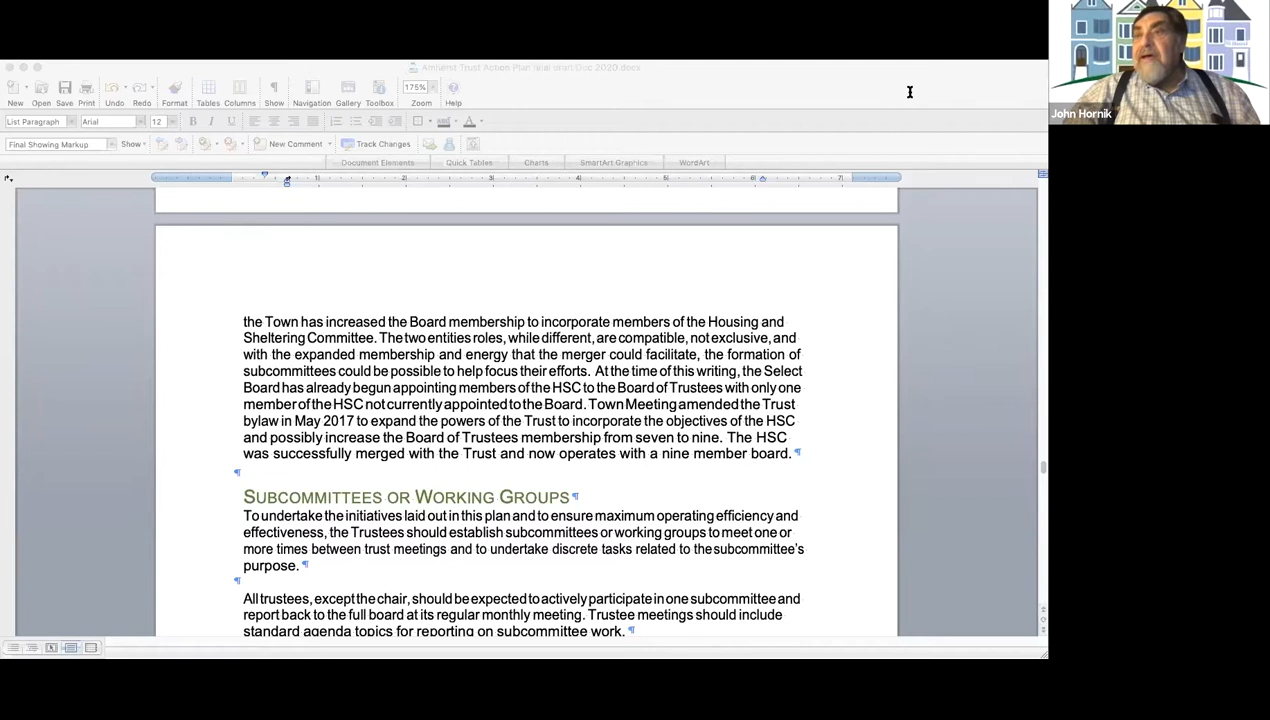 Amherst Trust Action Plan
2020.docx
New Open Save Print Undo Redo Format Tables Columns Show Navigation Gallery Toolbox Zoom Help
175%
List Paragraph Arial 12 B I U
Final Showing Markup Show New Comment Track Changes
Document Elements Quick Tables Charts SmartArt Graphics WordArt
1 2 3 4 5 6 7
the Town has increased the Board membership to incorporate members of the Housing and
Sheltering Committee. The two entities roles, while different, are compatible, not exclusive, and
with the expanded membership and energy that the merger could facilitate, the formation of
subcommittees could be possible to help focus their efforts. At the time of this writing, the Select
Board has already begun appointing members of the HSC to the Board of Trustees with only one
member of the HSC not currently appointed to the Board. Town Meeting amended the Trust
bylaw in May 2017 to expand the powers of the Trust to incorporate the objectives of the HSC
and possibly increase the Board of Trustees membership from seven to nine. The HSC
was successfully merged with the Trust and now operates with a nine member board. ¶
¶
SUBCOMMITTEES OR WORKING GROUPS ¶
To undertake the initiatives laid out in this plan and to ensure maximum operating efficiency and
effectiveness, the Trustees should establish subcommittees or working groups to meet one or
more times between trust meetings and to undertake discrete tasks related to the subcommittee's
purpose. ¶
¶
All trustees, except the chair, should be expected to actively participate in one subcommittee and
report back to the full board at its regular monthly meeting. Trustee meetings should include
standard agenda topics for reporting on subcommittee work. ¶
John Hornik